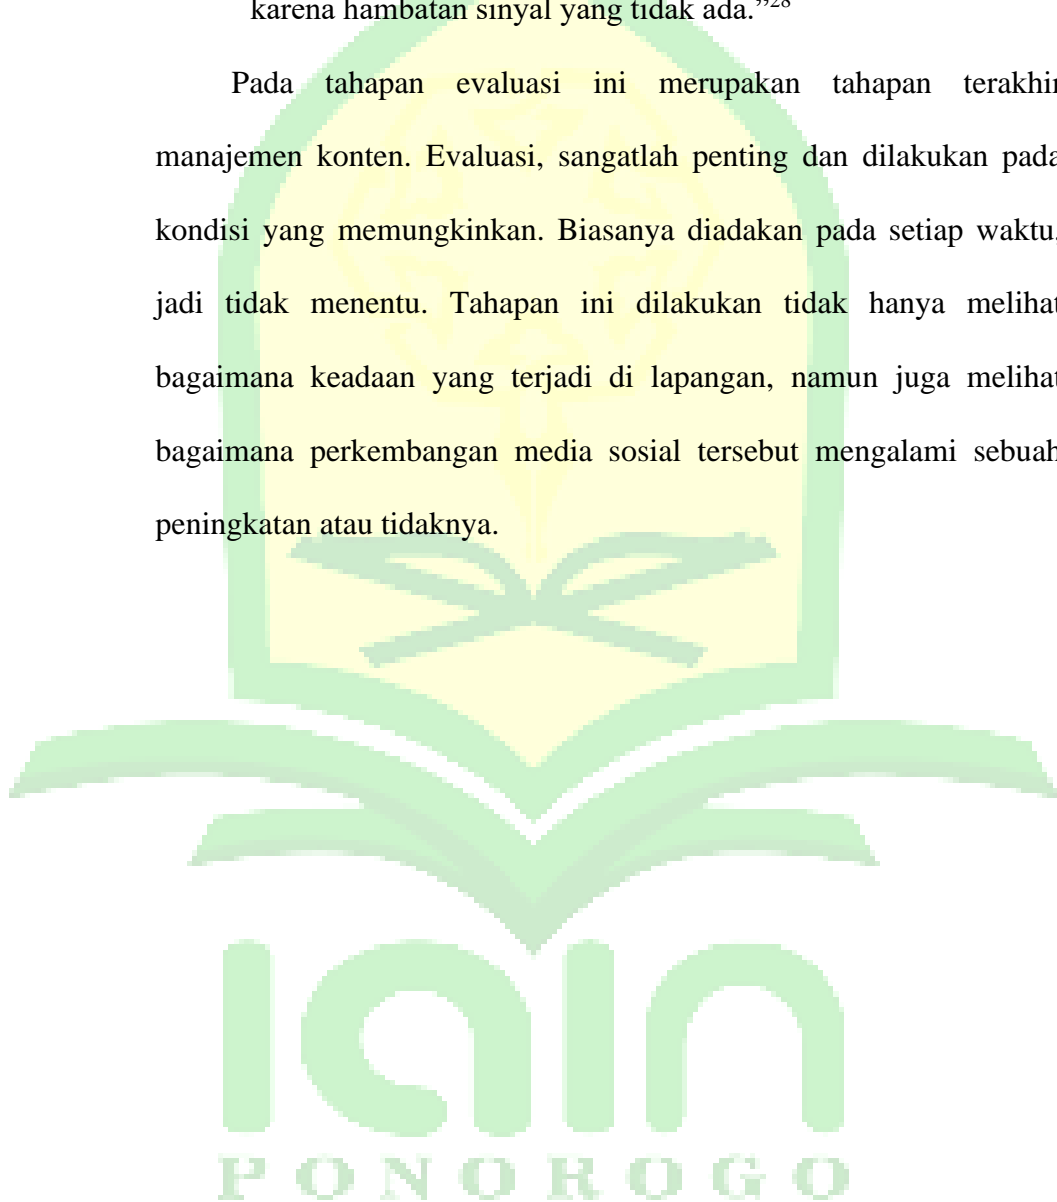 karena hambatan sinyal yang tidak ada.”28
Pada tahapan evaluasi ini merupakan tahapan terakhir
manajemen konten. Evaluasi, sangatlah penting dan dilakukan pada
kondisi yang memungkinkan. Biasanya diadakan pada setiap waktu,
jadi tidak menentu. Tahapan ini dilakukan tidak hanya melihat
bagaimana keadaan yang terjadi di lapangan, namun juga melihat
bagaimana perkembangan media sosial tersebut mengalami sebuah
peningkatan atau tidaknya.
iain
PONOROGO